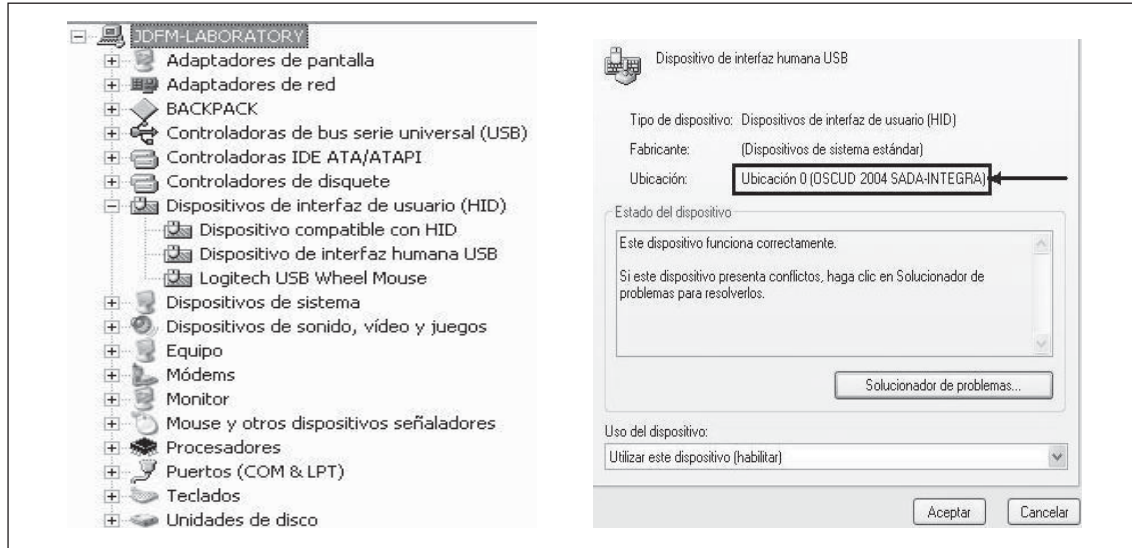 JDFM-LABORATORY
Adaptadores de pantalla
Adaptadores de red
BACKPACK
Controladoras de bus serie universal (USB)
Controladoras IDE ATA/ATAPI
Controladores de disquete
Dispositivos de interfaz de usuario (HID)
Dispositivo compatible con HID
Dispositivo de interfaz humana USB
Logitech USB Wheel Mouse
Dispositivos de sistema
Dispositivos de sonido, vídeo y juegos
Equipo
Módems
Monitor
Mouse y otros dispositivos señaladores
Procesadores
Puertos (COM & LPT)
Teclados
Unidades de disco
Dispositivo de interfaz humana USB
Tipo de dispositivo: Dispositivos de interfaz de usuario (HID)
Fabricante: (Dispositivos de sistema estándar)
Ubicación: Ubicación 0 (OSCUD 2004 SADA-INTEGRA)
Estado del dispositivo
Este dispositivo funciona correctamente.
Si este dispositivo presenta conflictos, haga clic en Solucionador de
problemas para resolverlos.
Solucionador de problemas...
Uso del dispositivo:
Utilizar este dispositivo (habilitar)
Aceptar Cancelar